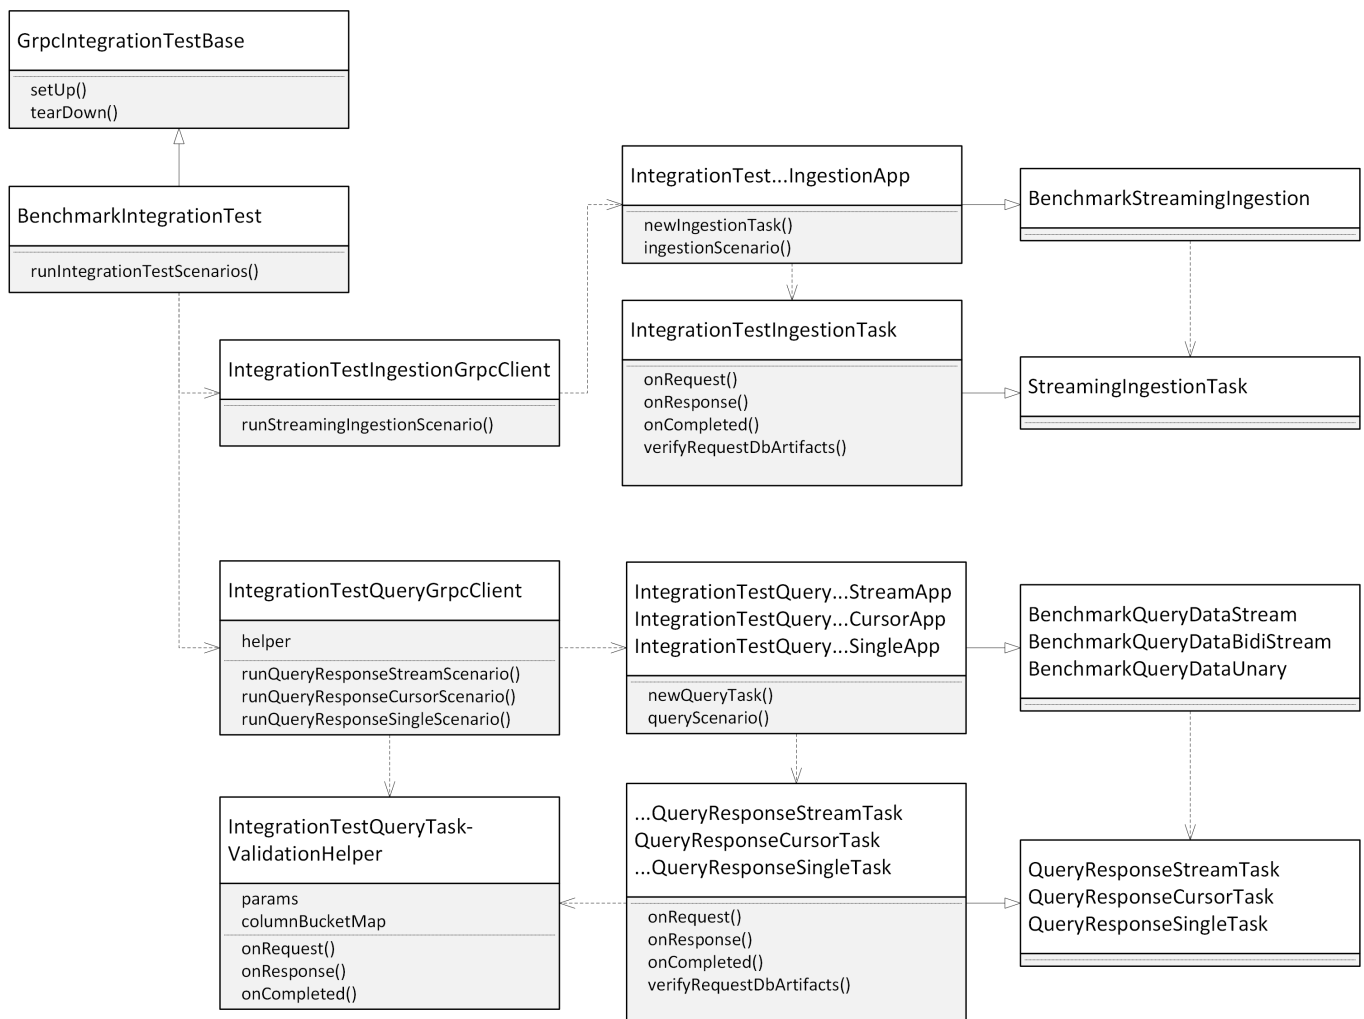 GrpcIntegrationTestBase
setUp()
tearDown()
BenchmarkIntegrationTest
runIntegrationTestScenarios()
IntegrationTestIngestionGrpcClient
runStreamingIngestionScenario()
IntegrationTest...IngestionApp
newIngestionTask()
ingestionScenario()
BenchmarkStreamingIngestion
IntegrationTestIngestionTask
onRequest()
onResponse()
onCompleted()
verifyRequestDbArtifacts()
StreamingIngestionTask
IntegrationTestQueryGrpcClient
helper
runQueryResponseStreamScenario()
runQueryResponseCursorScenario()
runQueryResponseSingleScenario()
IntegrationTestQuery...StreamApp
IntegrationTestQuery...CursorApp
IntegrationTestQuery...SingleApp
newQueryTask()
queryScenario()
BenchmarkQueryDataStream
BenchmarkQueryDataBidiStream
BenchmarkQueryDataUnary
IntegrationTestQueryTask-
ValidationHelper
params
columnBucketMap
onRequest()
onResponse()
onCompleted()
...QueryResponseStreamTask
QueryResponseCursorTask
...QueryResponseSingleTask
onRequest()
onResponse()
onCompleted()
verifyRequestDbArtifacts()
QueryResponseStreamTask
QueryResponseCursorTask
QueryResponseSingleTask